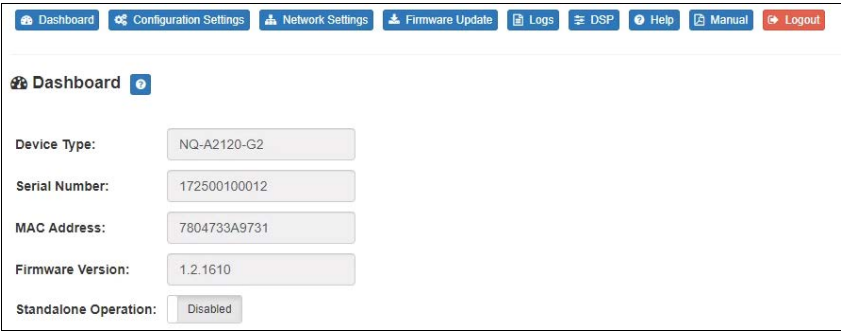 Dashboard Configuration Settings Network Settings Firmware Update Logs DSP Help Manual Logout
Dashboard
Device Type: NQ-A2120-G2
Serial Number: 172500100012
MAC Address: 7804733A9731
Firmware Version: 1.2.1610
Standalone Operation: Disabled